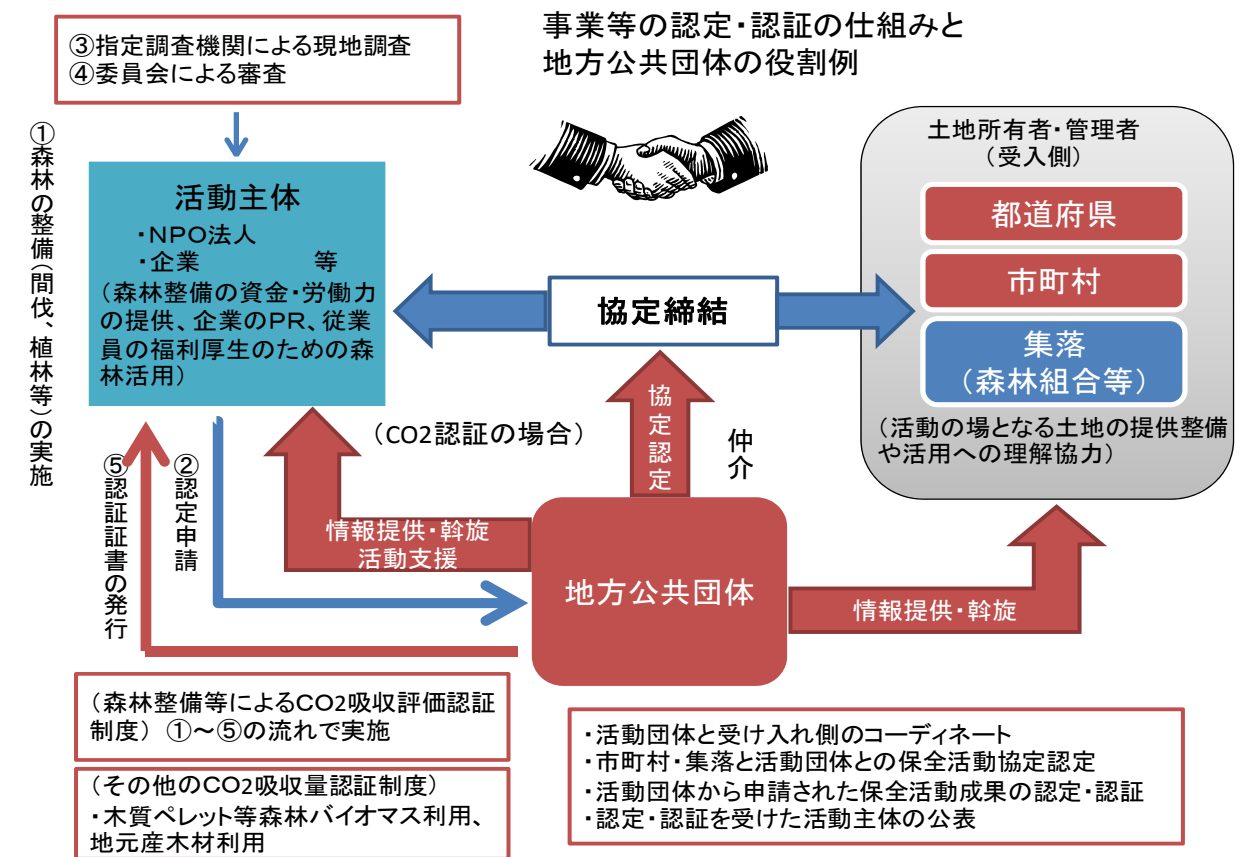 事業等の認定・認証の仕組みと
地方公共団体の役割例
③指定調査機関による現地調査
④委員会による審査
①森林の整備(間伐、植林等)の実施
活動主体
・NPO法人
・企業　　　　等
(森林整備の資金・労働力
の提供、企業のPR、従業
員の福利厚生のための森
林活用)
協定締結
土地所有者・管理者
(受入側)
都道府県
市町村
集落
(森林組合等)
(活動の場となる土地の提供整備
や活用への理解協力)
(CO2認証の場合)
協定認定
仲介
②認定申請
⑤認証証書の発行
情報提供・斡旋
活動支援
地方公共団体
情報提供・斡旋
(森林整備等によるCO2吸収評価認証
制度) ①～⑤の流れで実施
(その他のCO2吸収量認証制度)
・木質ペレット等森林バイオマス利用、
地元産木材利用
・活動団体と受け入れ側のコーディネート
・市町村・集落と活動団体との保全活動協定認定
・活動団体から申請された保全活動成果の認定・認証
・認定・認証を受けた活動主体の公表